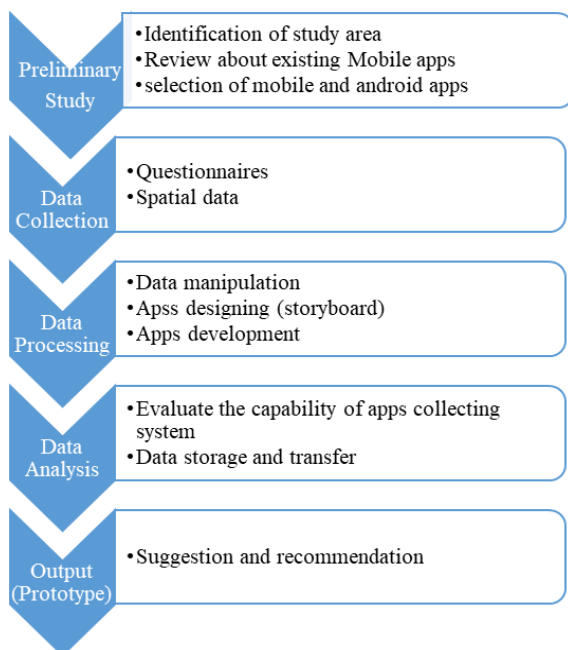 Preliminary
Study
•Identification of study area
•Review about existing Mobile apps
•selection of mobile and android apps
Data
Collection
•Questionnaires
•Spatial data
Data
Processing
•Data manipulation
•Apss designing (storyboard)
•Apps development
Data
Analysis
•Evaluate the capability of apps collecting
system
•Data storage and transfer
Output
(Prototype)
•Suggestion and recommendation